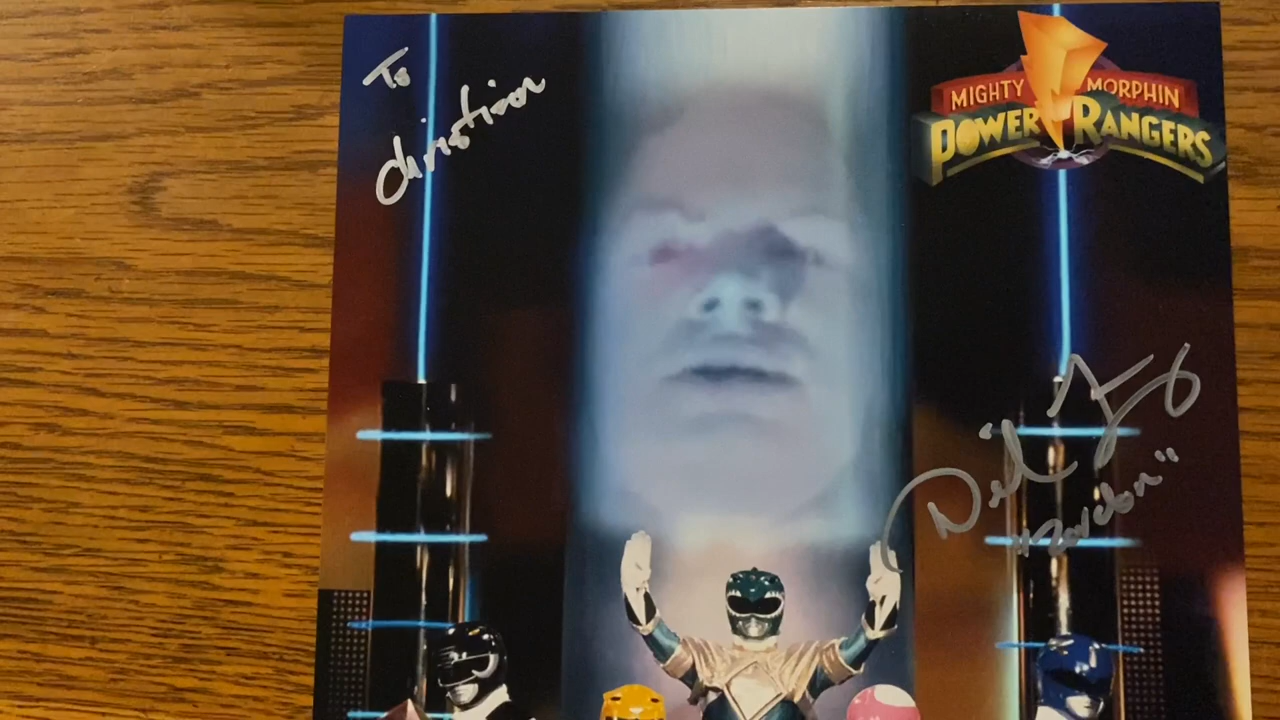 To
christian
MIGHTY MORPHIN
POWER RANGERS
"Zordon"